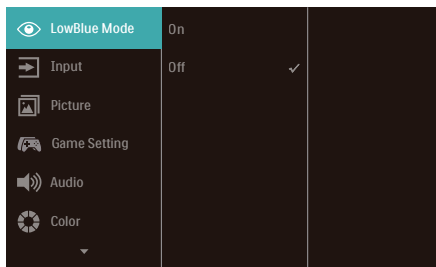 LowBlue Mode
On
Input
Off
Picture
Game Setting
Audio
Color